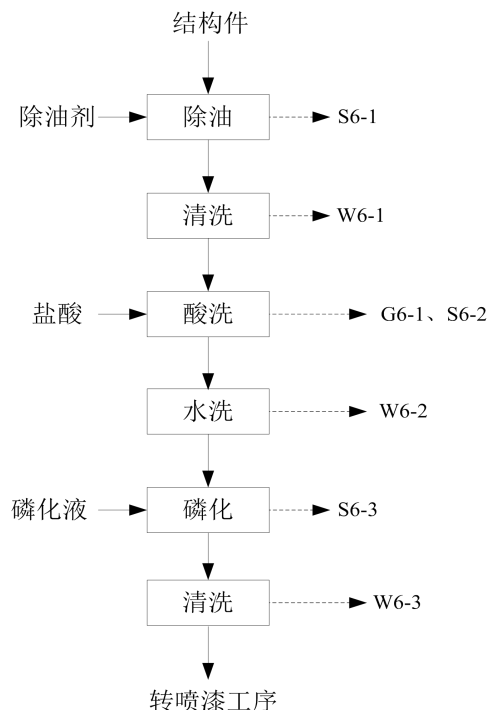 结构件
除油剂 除油 S6-1
清洗 W6-1
盐酸 酸洗 G6-1、S6-2
水洗 W6-2
磷化液 磷化 S6-3
清洗 W6-3
转喷漆工序